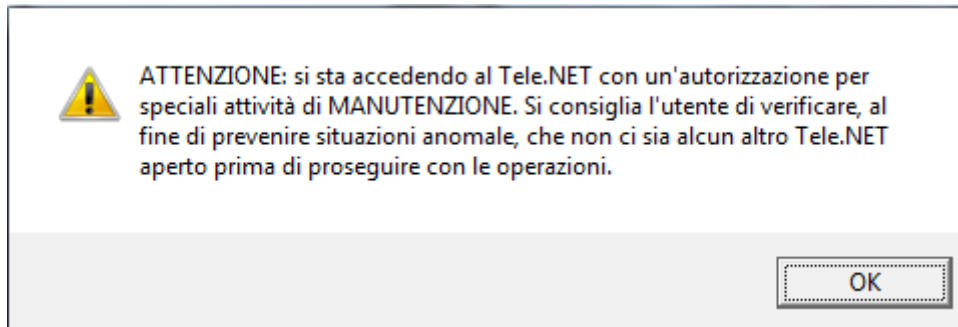 ATTENZIONE: si sta accedendo al Tele.NET con un'autorizzazione per
speciali attività di MANUTENZIONE. Si consiglia l'utente di verificare, al
fine di prevenire situazioni anomale, che non ci sia alcun altro Tele.NET
aperto prima di proseguire con le operazioni.
OK